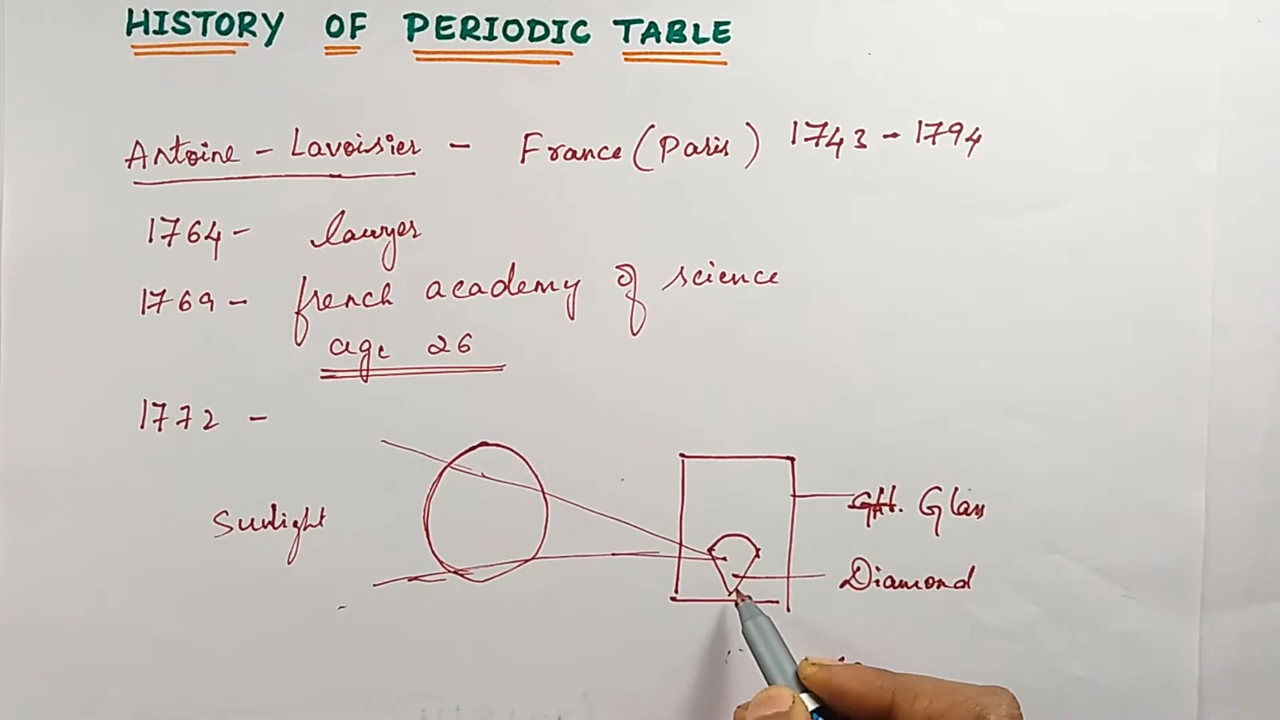 HISTORY OF PERIODIC TABLE
Antoine - Lavoisier - France (Paris) 1743 - 1794
1764 - lawyer
1769 - french academy of science
age 26
1772 -
Sunlight
Glass
Diamond